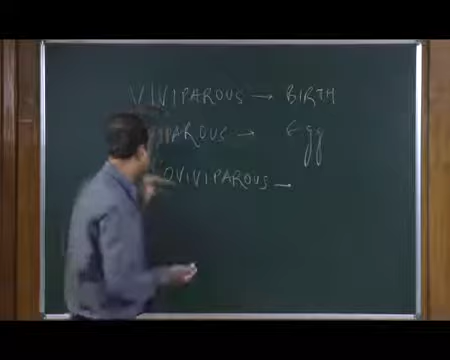 VIVIPAROUS → BIRTH
PAROUS → Egg
OVIVIPAROUS —